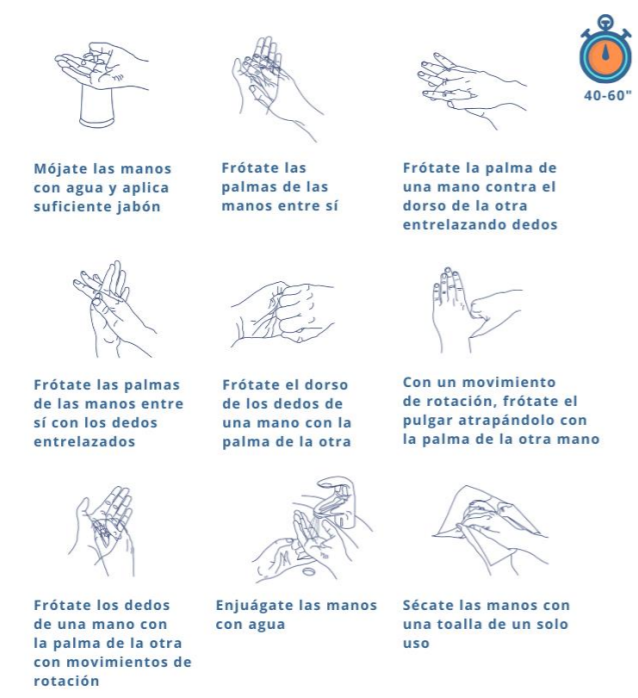 40-60"
Mójate las manos
con agua y aplica
suficiente jabón
Frótate las
palmas de las
manos entre sí
Frótate la palma de
una mano contra el
dorso de la otra
entrelazando dedos
Frótate las palmas
de las manos entre
sí con los dedos
entrelazados
Frótate el dorso
de los dedos de
una mano con la
palma de la otra
Con un movimiento
de rotación, frótate el
pulgar atrapándolo con
la palma de la otra mano
Frótate los dedos
de una mano con
la palma de la otra
con movimientos de
rotación
Enjuágate las manos
con agua
Sécate las manos con
una toalla de un solo
uso